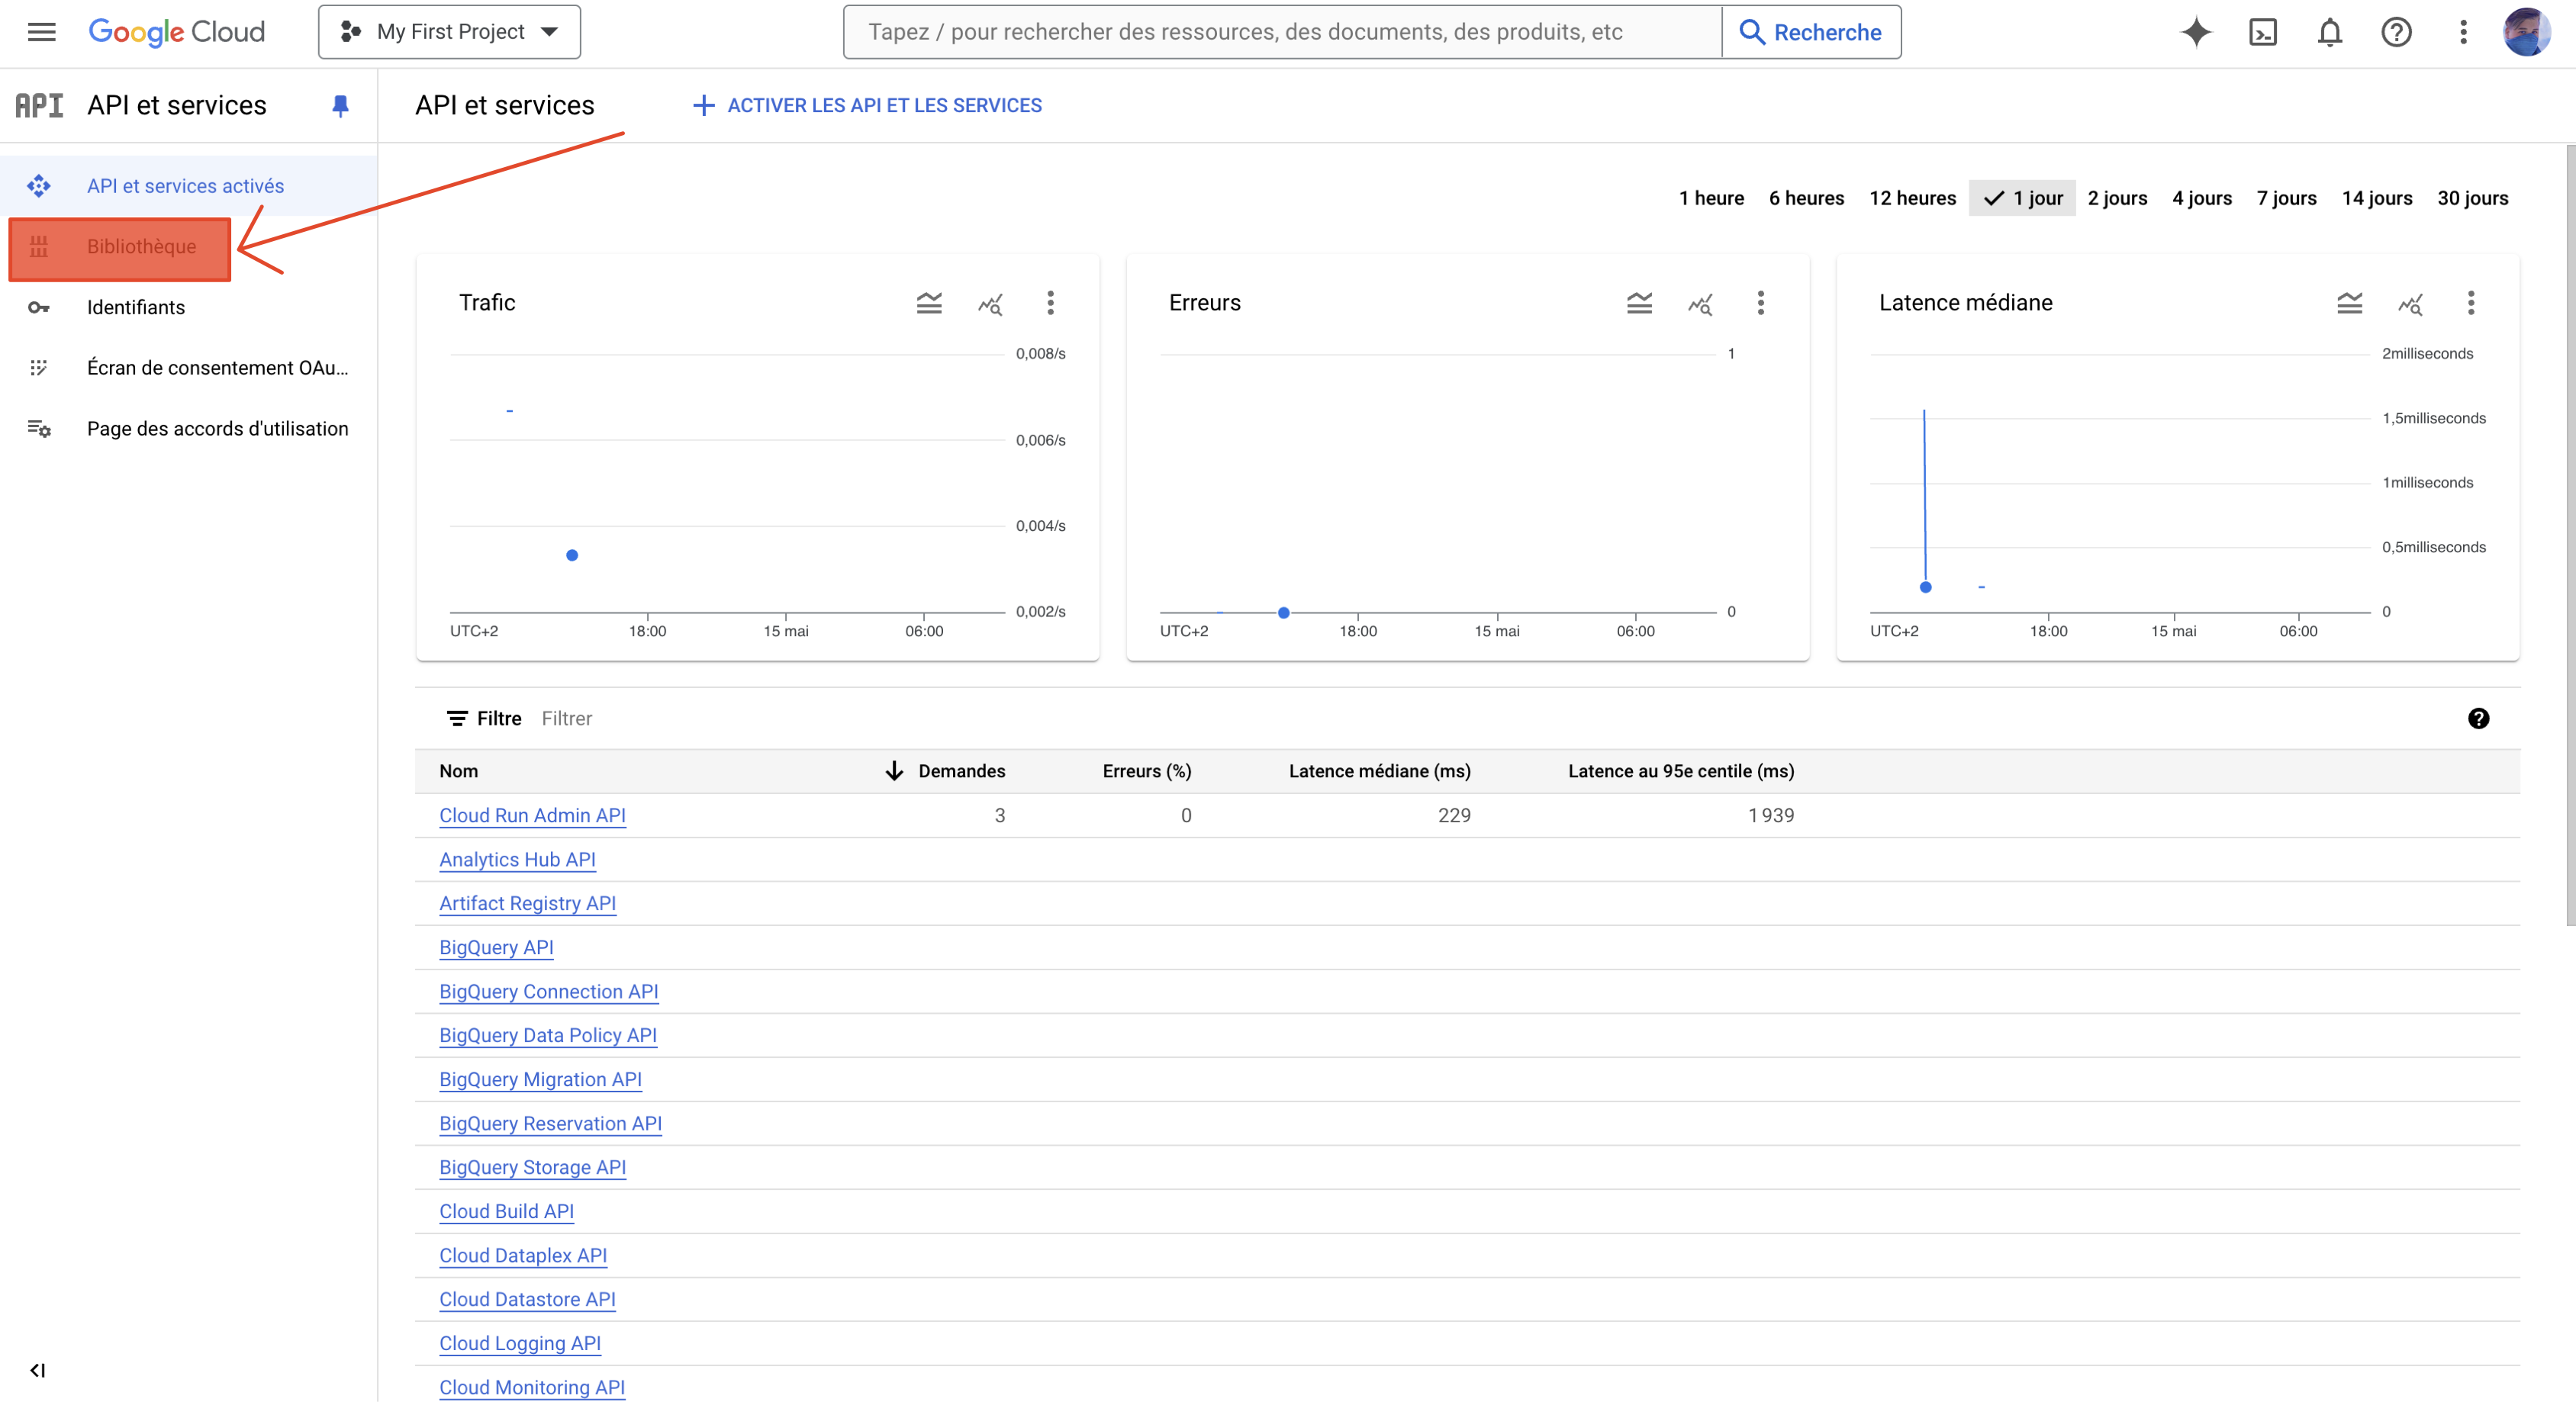 Google Cloud
My First Project
Tapez / pour rechercher des ressources, des documents, des produits, etc
Recherche
API API et services
API et services
ACTIVER LES API ET LES SERVICES
API et services activés
Bibliothèque
Identifiants
Écran de consentement OAu...
Page des accords d'utilisation
1 heure 6 heures 12 heures 1 jour 2 jours 4 jours 7 jours 14 jours 30 jours
Trafic
0,008/s
0,006/s
0,004/s
0,002/s
UTC+2 18:00 15 mai 06:00
Erreurs
1
0
UTC+2 18:00 15 mai 06:00
Latence médiane
2milliseconds
1,5milliseconds
1milliseconds
0,5milliseconds
0
UTC+2 18:00 15 mai 06:00
Filtre Filtrer
Nom Demandes Erreurs (%) Latence médiane (ms) Latence au 95e centile (ms)
Cloud Run Admin API 3 0 229 1 939
Analytics Hub API
Artifact Registry API
BigQuery API
BigQuery Connection API
BigQuery Data Policy API
BigQuery Migration API
BigQuery Reservation API
BigQuery Storage API
Cloud Build API
Cloud Dataplex API
Cloud Datastore API
Cloud Logging API
Cloud Monitoring API